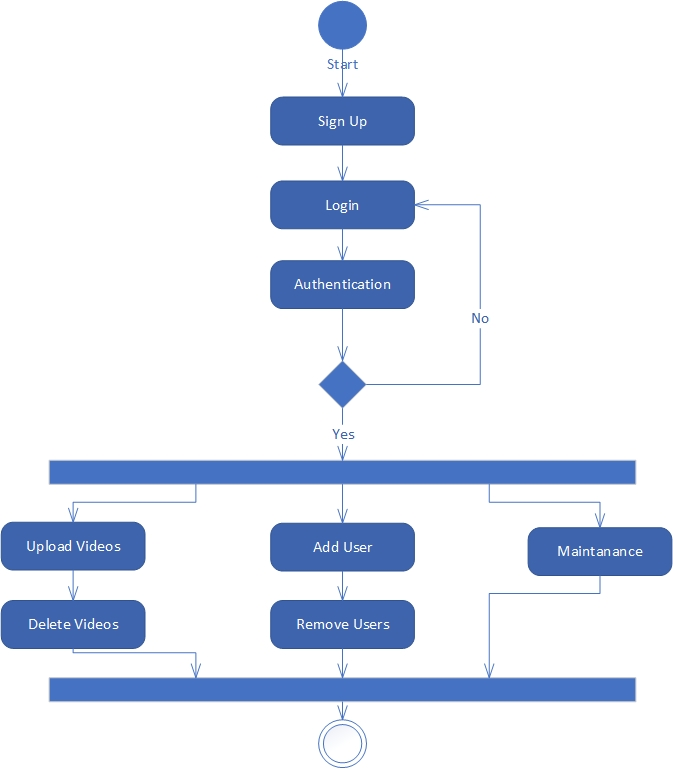 Start
Sign Up
Login
Authentication
No
Yes
Upload Videos
Add User
Maintanance
Delete Videos
Remove Users